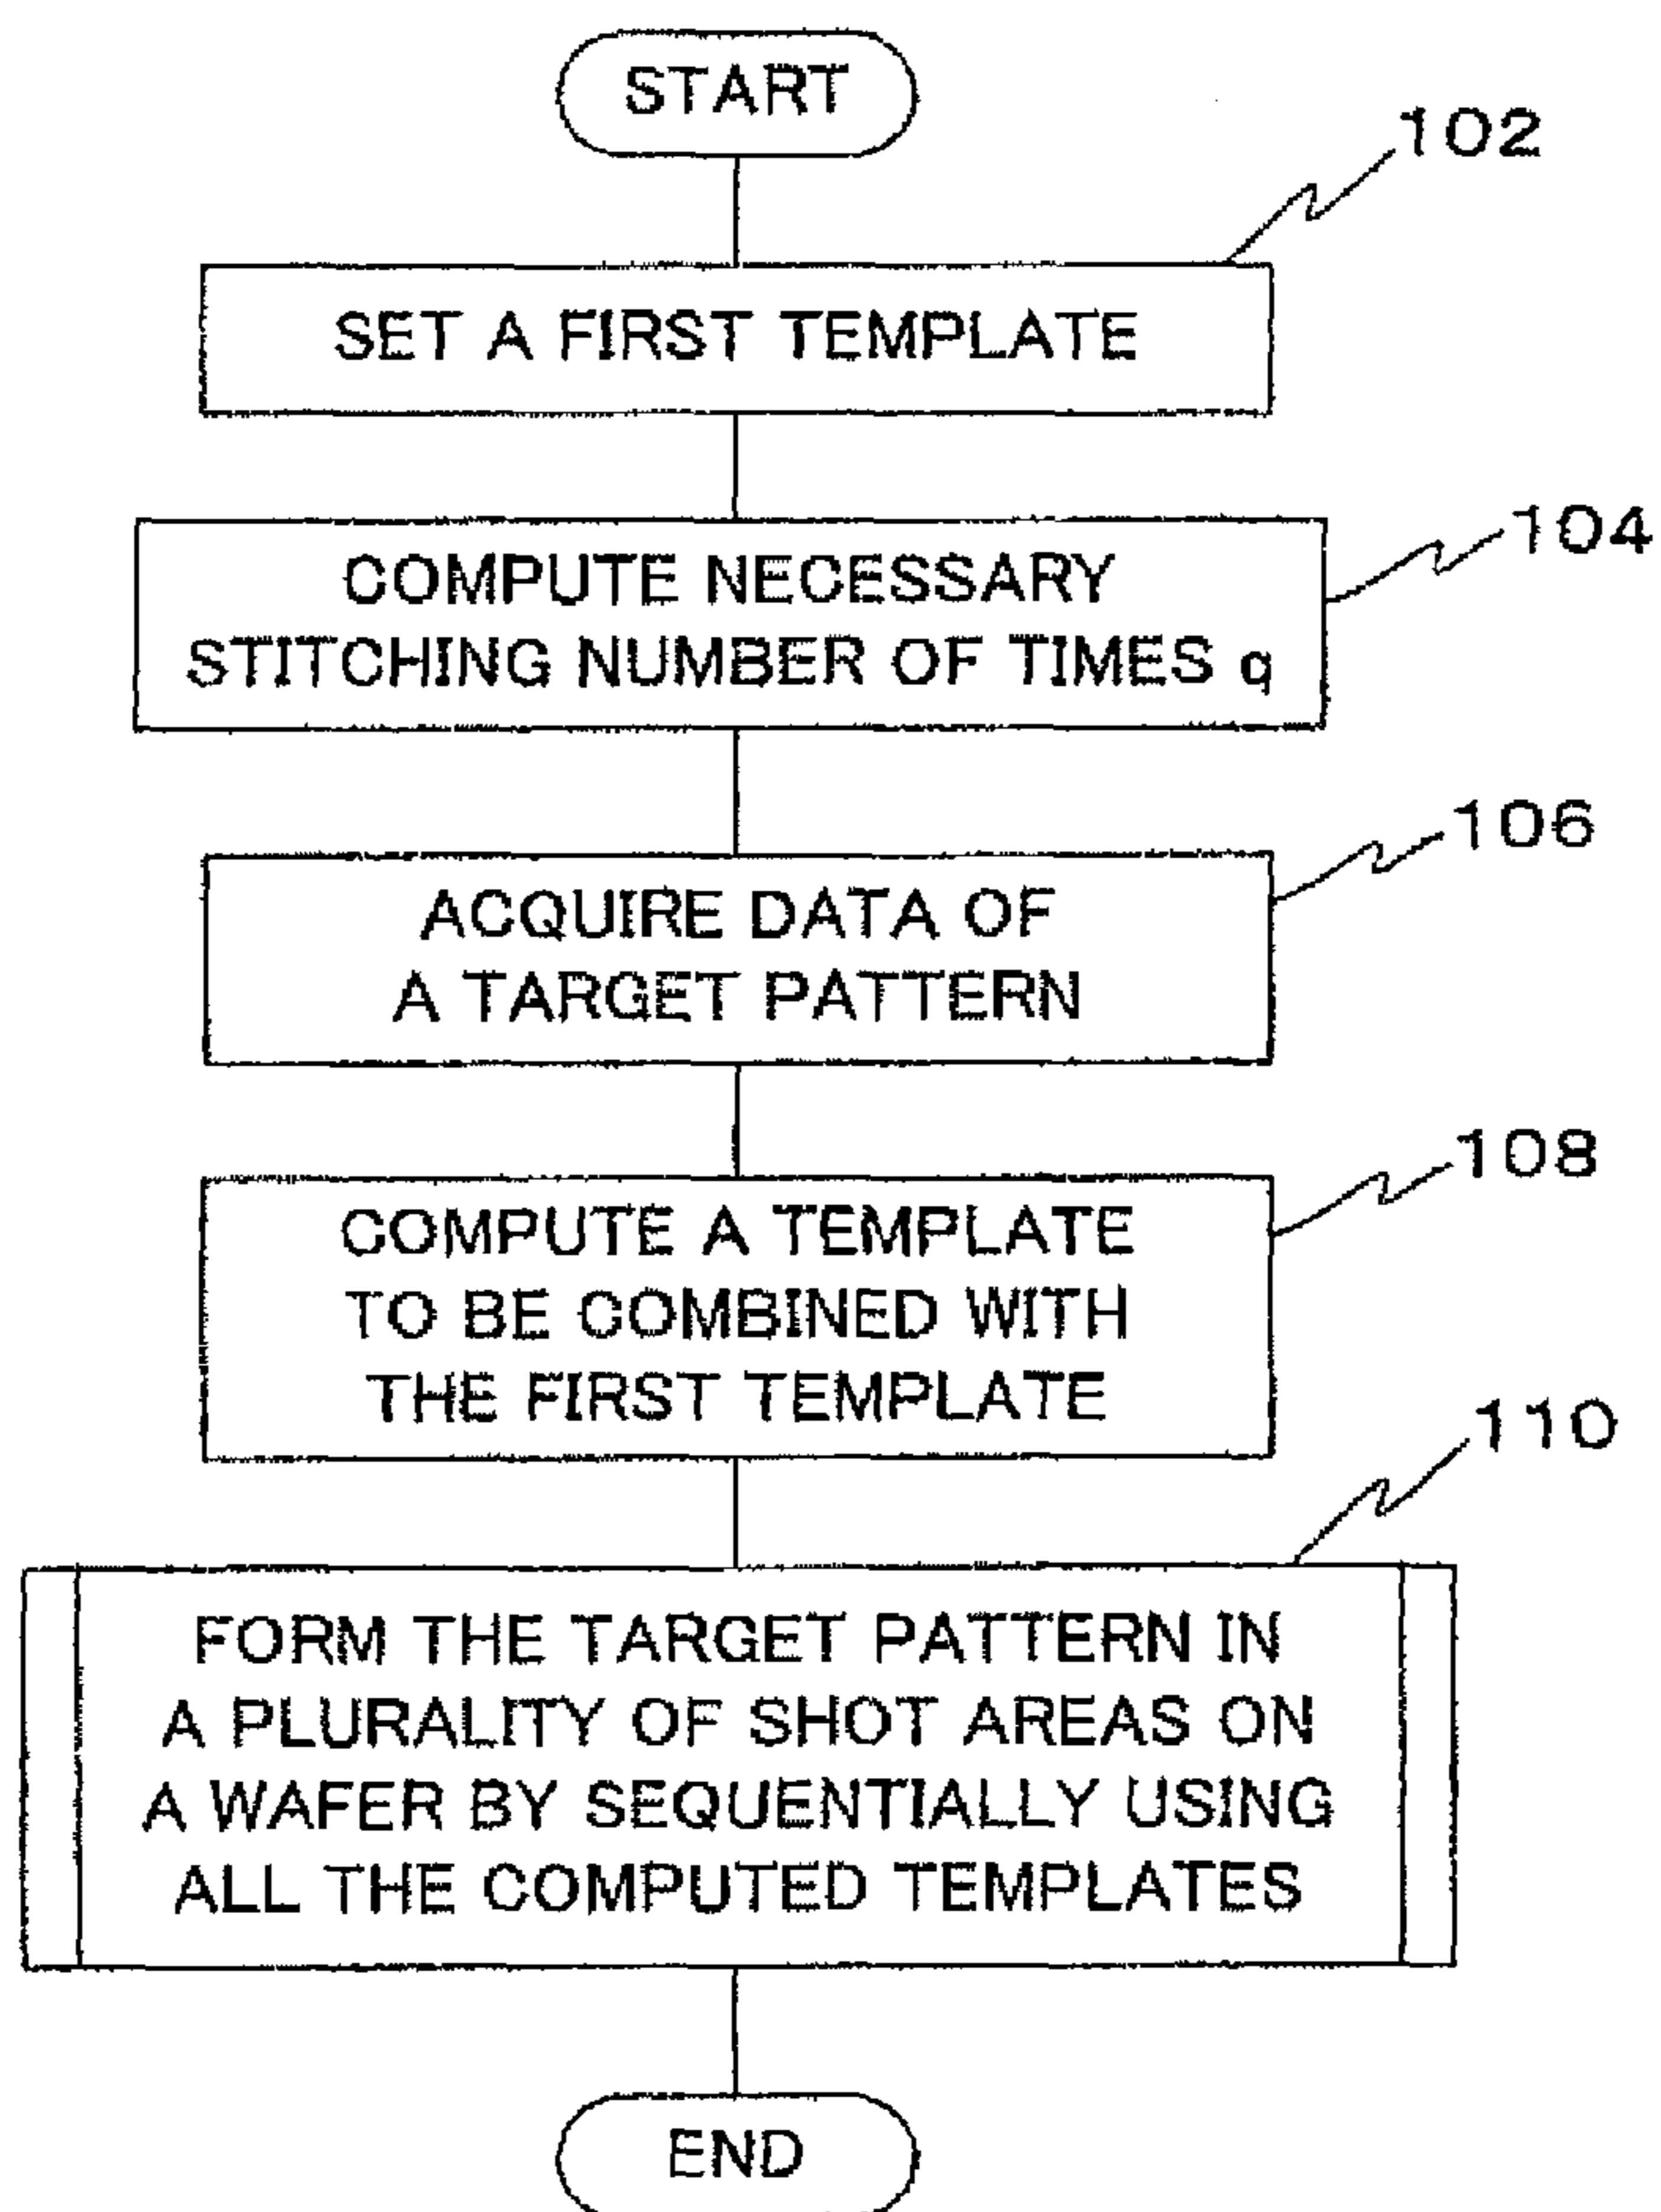 START
102
SET A FIRST TEMPLATE
104
COMPUTE NECESSARY
STITCHING NUMBER OF TIMES q
106
ACQUIRE DATA OF
A TARGET PATTERN
108
COMPUTE A TEMPLATE
TO BE COMBINED WITH
THE FIRST TEMPLATE
110
FORM THE TARGET PATTERN IN
A PLURALITY OF SHOT AREAS ON
A WAFER BY SEQUENTIALLY USING
ALL THE COMPUTED TEMPLATES
END